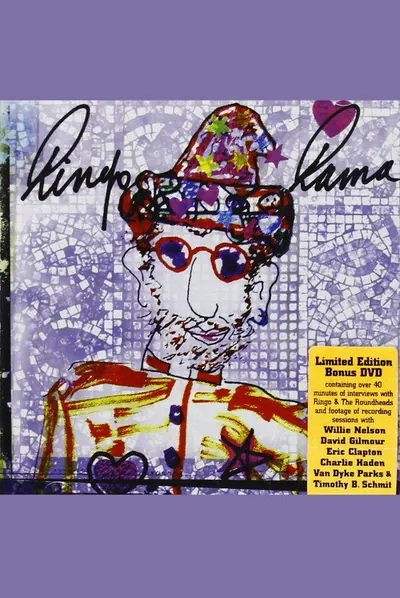 Ringo Rama
Limited Edition
Bonus DVD
containing over 40
minutes of interviews with
Ringo & The Roundheads
and footage of recording
sessions with
Willie Nelson
David Gilmour
Eric Clapton
Charlie Haden
Van Dyke Parks &
Timothy B. Schmit